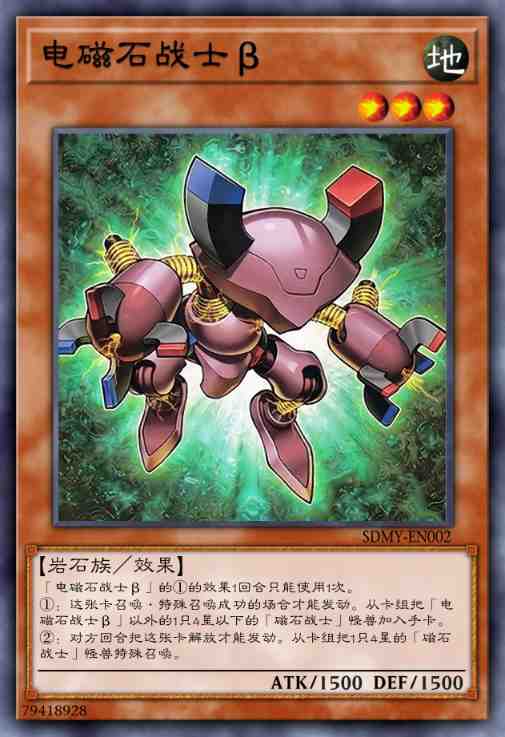 电磁石战士β
地
SDMY-EN002
【岩石族／效果】
「电磁石战士β」的①的效果1回合只能使用1次。
①：这张卡召唤·特殊召唤成功的场合才能发动。从卡组把「电
磁石战士β」以外的1只4星以下的「磁石战士」怪兽加入手卡。
②：对方回合把这张卡解放才能发动。从卡组把1只4星的「磁石
战士」怪兽特殊召唤。
ATK/1500 DEF/1500
79418928